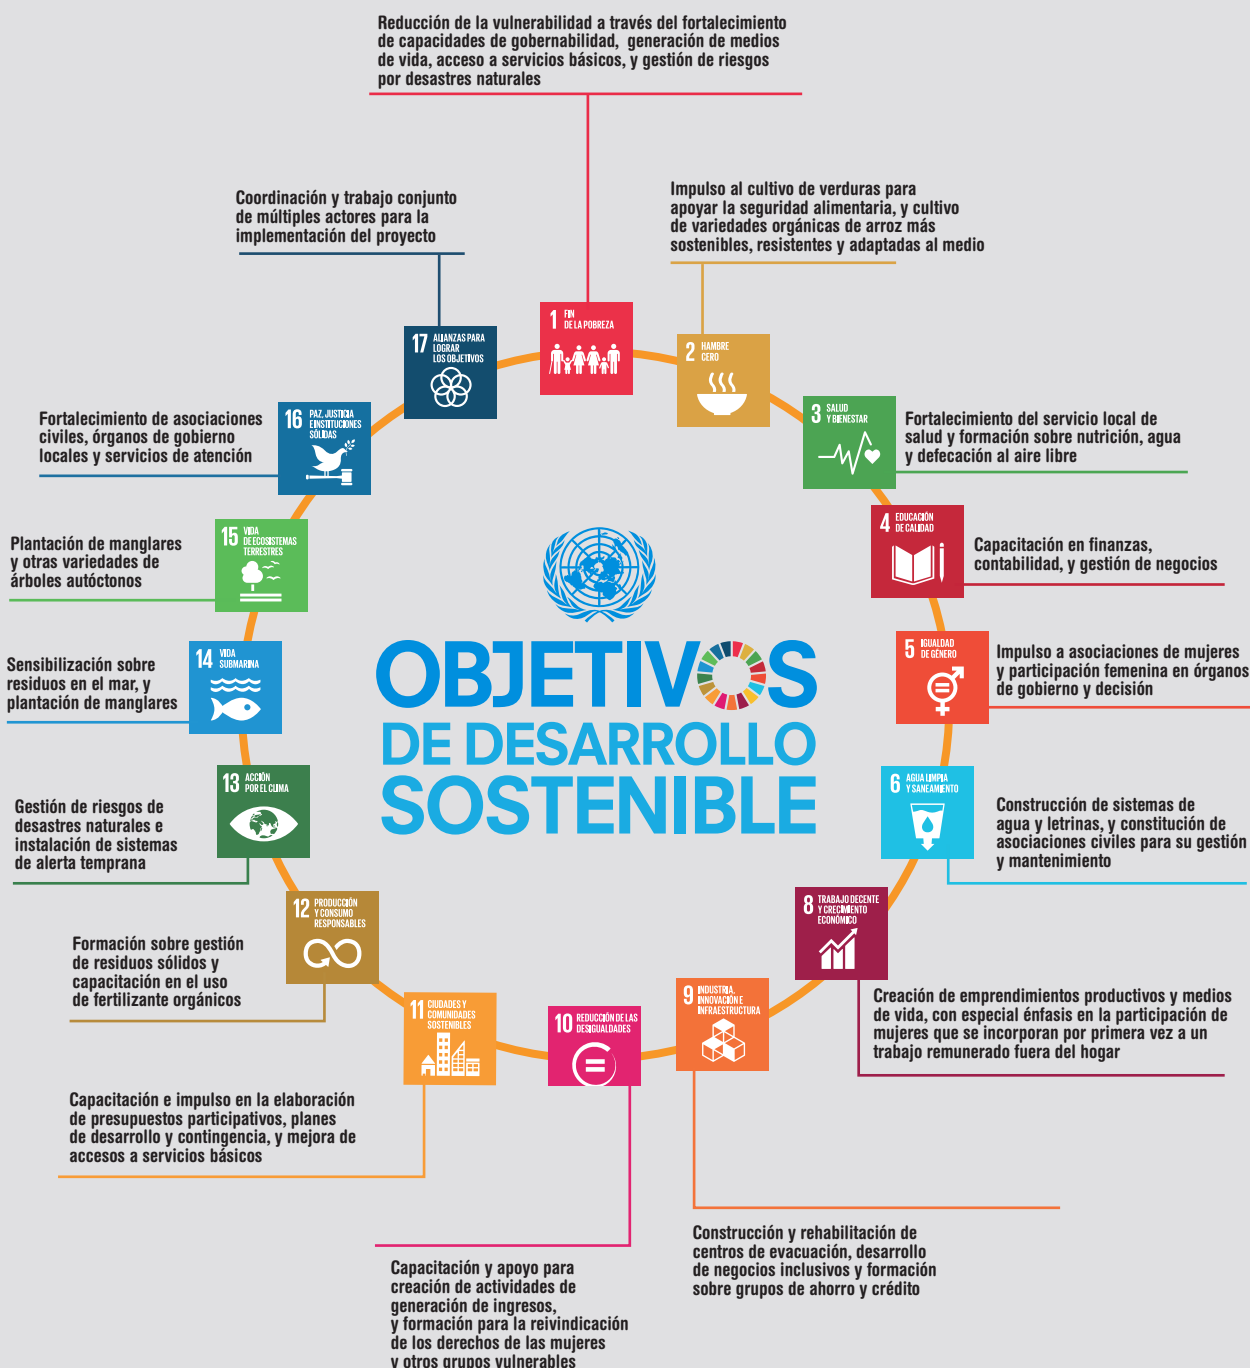 Reducción de la vulnerabilidad a través del fortalecimiento
de capacidades de gobernabilidad, generación de medios
de vida, acceso a servicios básicos, y gestión de riesgos
por desastres naturales
Coordinación y trabajo conjunto
de múltiples actores para la
implementación del proyecto
Impulso al cultivo de verduras para
apoyar la seguridad alimentaria, y cultivo
de variedades orgánicas de arroz más
sostenibles, resistentes y adaptadas al medio
1 FIN
DE LA POBREZA
17 ALIANZAS PARA
LOGRAR
LOS OBJETIVOS
2 HAMBRE
CERO
16 PAZ, JUSTICIA
E INSTITUCIONES
SÓLIDAS
3 SALUD
Y BIENESTAR
Fortalecimiento de asociaciones
civiles, órganos de gobierno
locales y servicios de atención
Fortalecimiento del servicio local de
salud y formación sobre nutrición, agua
y defecación al aire libre
15 VIDA
DE ECOSISTEMAS
TERRESTRES
4 EDUCACIÓN
DE CALIDAD
Plantación de manglares
y otras variedades de
árboles autóctonos
Capacitación en finanzas,
contabilidad, y gestión de negocios
14 VIDA
SUBMARINA
5 IGUALDAD
DE GÉNERO
Sensibilización sobre
residuos en el mar, y
plantación de manglares
Impulso a asociaciones de mujeres
y participación femenina en órganos
de gobierno y decisión
OBJETIVOS
DE DESARROLLO
SOSTENIBLE
13 ACCIÓN
POR EL CLIMA
6 AGUA LIMPIA
Y SANEAMIENTO
Gestión de riesgos de
desastres naturales e
instalación de sistemas
de alerta temprana
Construcción de sistemas de
agua y letrinas, y constitución de
asociaciones civiles para su gestión
y mantenimiento
12 PRODUCCIÓN
Y CONSUMO
RESPONSABLES
8 TRABAJO DECENTE
Y CRECIMIENTO
ECONÓMICO
Formación sobre gestión
de residuos sólidos y
capacitación en el uso
de fertilizante orgánicos
11 CIUDADES Y
COMUNIDADES
SOSTENIBLES
10 REDUCCIÓN DE LAS
DESIGUALDADES
9 INDUSTRIA,
INNOVACIÓN E
INFRAESTRUCTURA
Creación de emprendimientos productivos y medios
de vida, con especial énfasis en la participación de
mujeres que se incorporan por primera vez a un
trabajo remunerado fuera del hogar
Capacitación e impulso en la elaboración
de presupuestos participativos, planes
de desarrollo y contingencia, y mejora de
accesos a servicios básicos
Construcción y rehabilitación de
centros de evacuación, desarrollo
de negocios inclusivos y formación
sobre grupos de ahorro y crédito
Capacitación y apoyo para
creación de actividades de
generación de ingresos,
y formación para la reivindicación
de los derechos de las mujeres
y otros grupos vulnerables